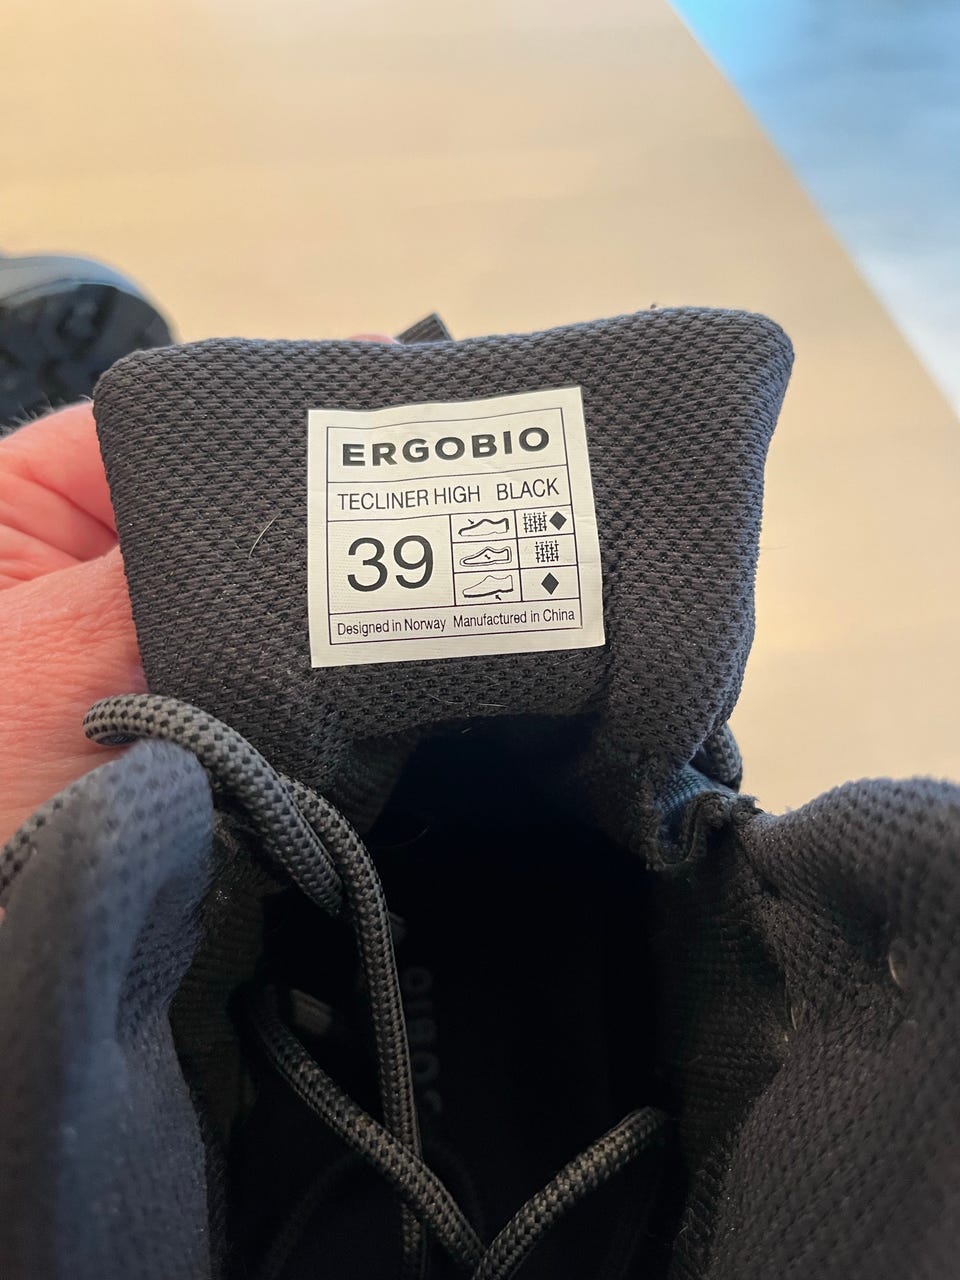 ERGOBIO
TECLINER HIGH BLACK
39
Designed in Norway Manufactured in China